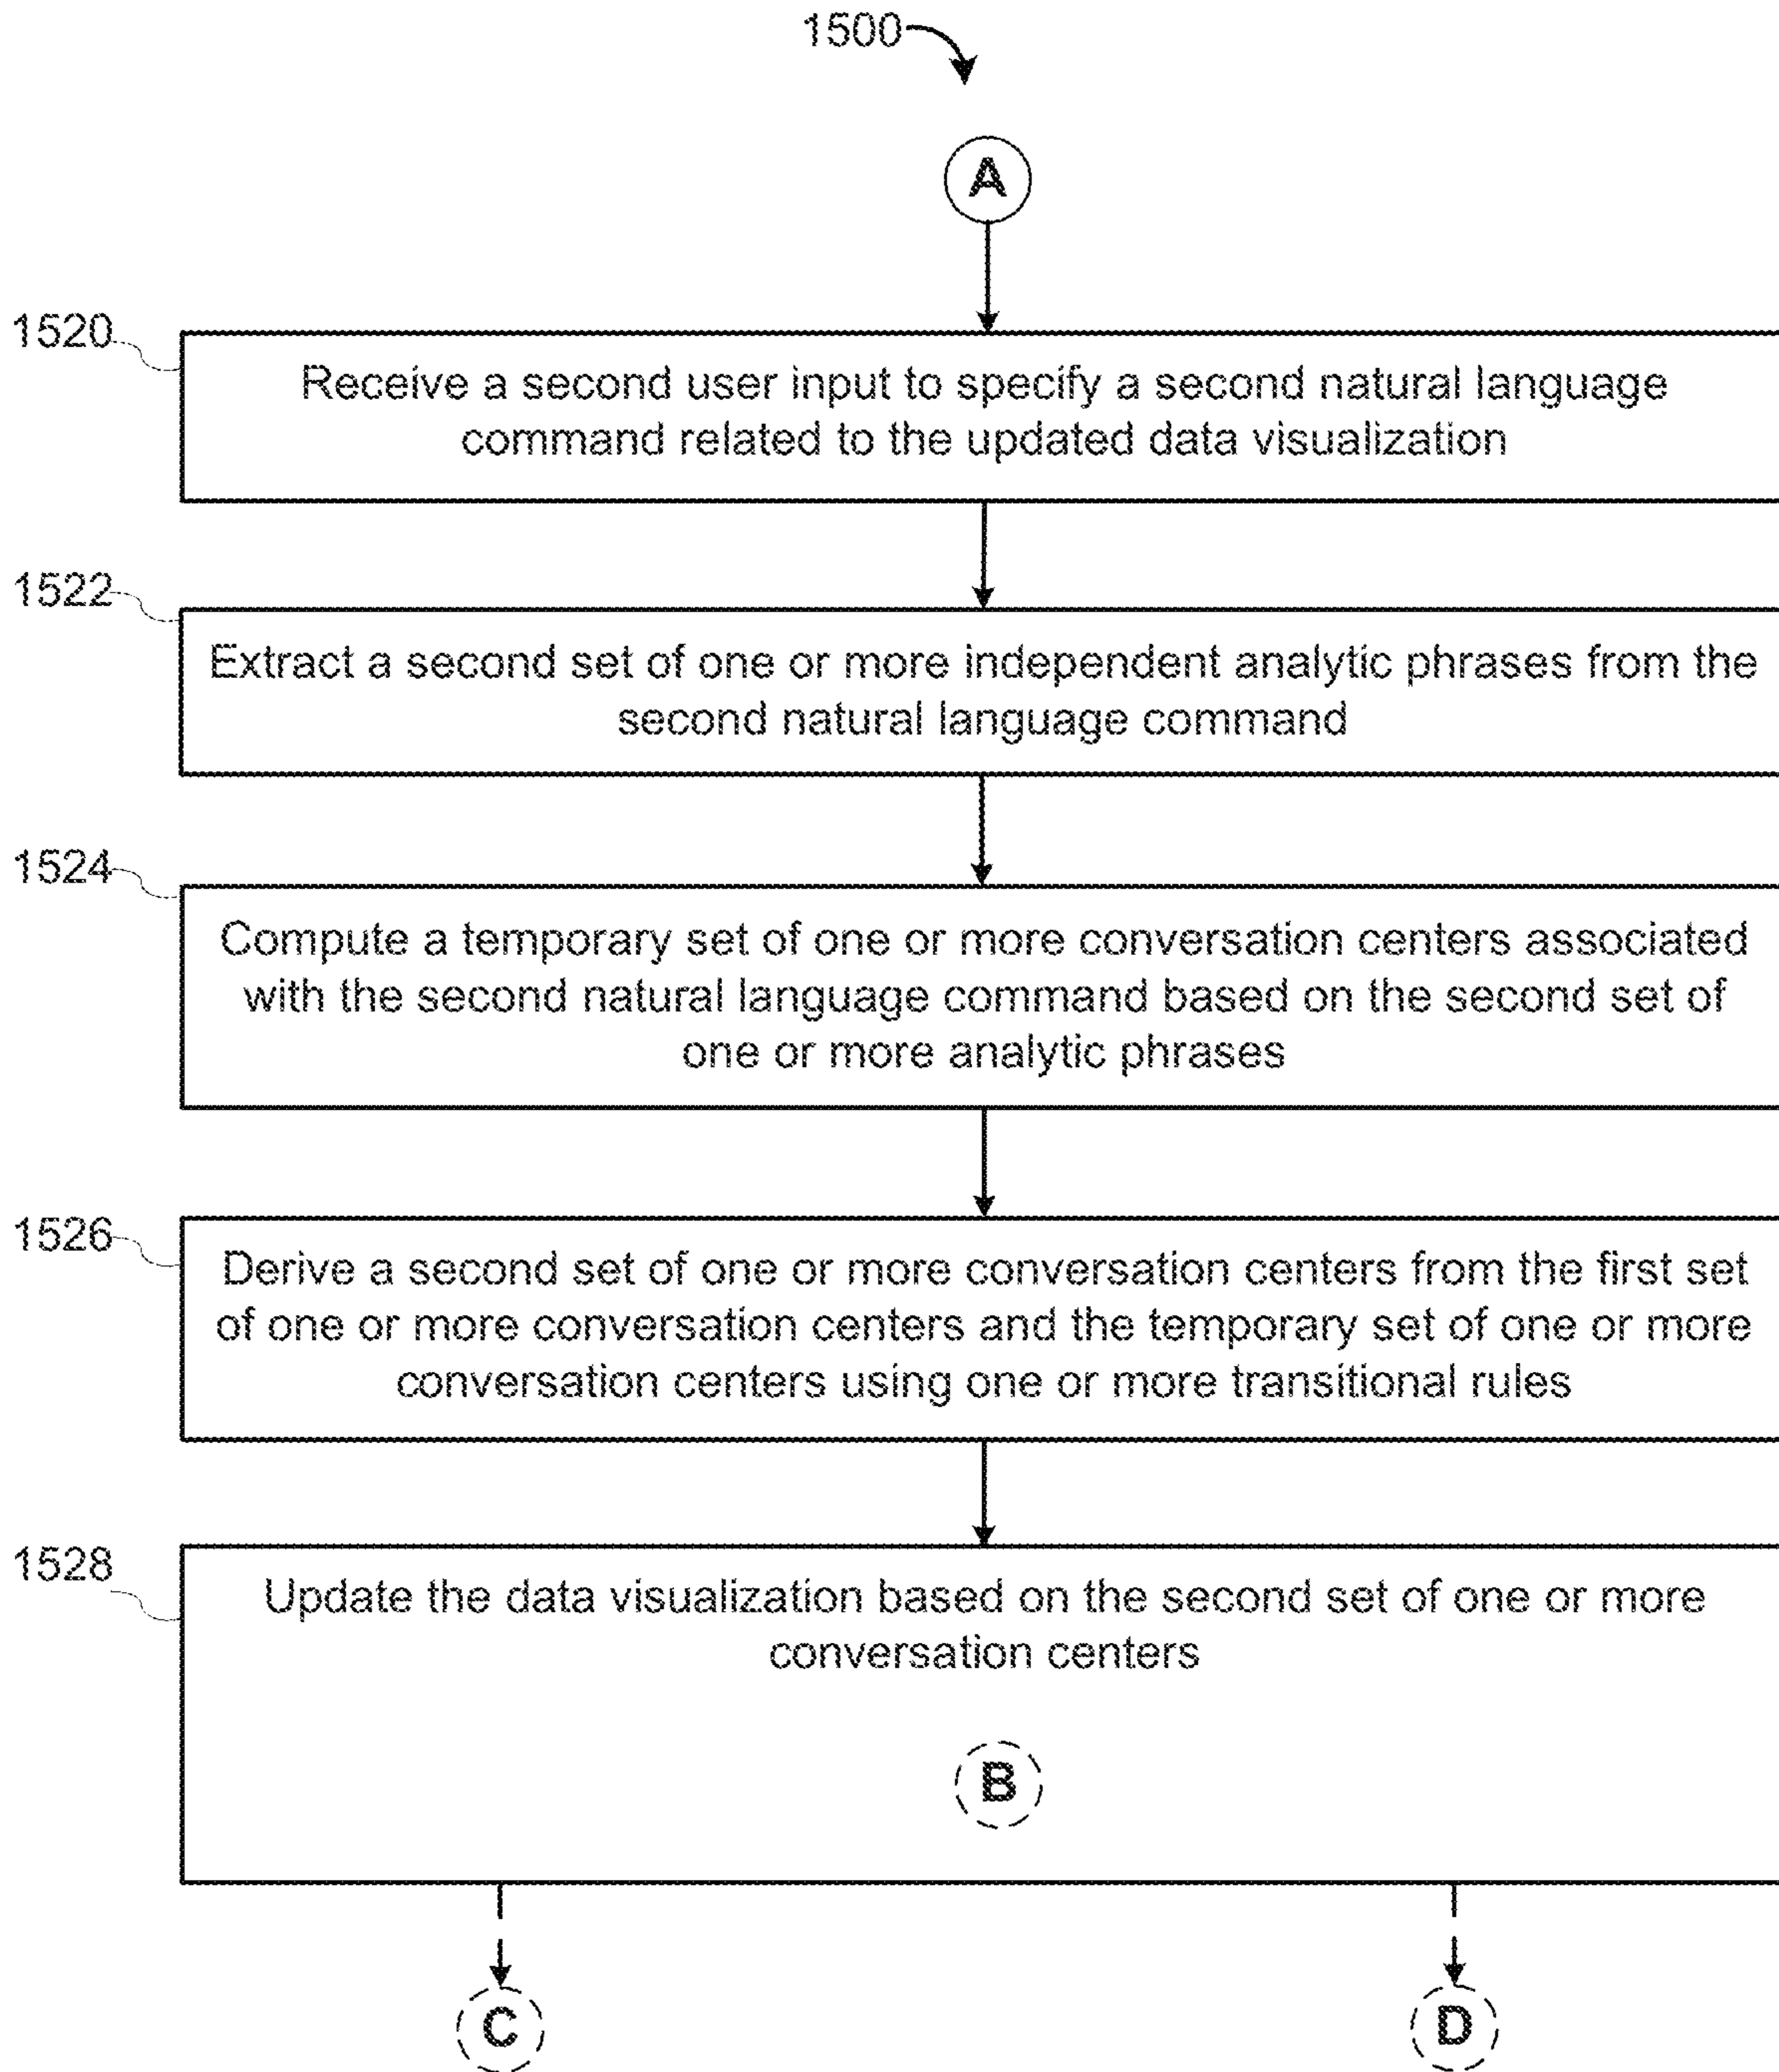 1500
A
1520
Receive a second user input to specify a second natural language
command related to the updated data visualization
1522
Extract a second set of one or more independent analytic phrases from the
second natural language command
1524
Compute a temporary set of one or more conversation centers associated
with the second natural language command based on the second set of
one or more analytic phrases
1526
Derive a second set of one or more conversation centers from the first set
of one or more conversation centers and the temporary set of one or more
conversation centers using one or more transitional rules
1528
Update the data visualization based on the second set of one or more
conversation centers
B
C
D